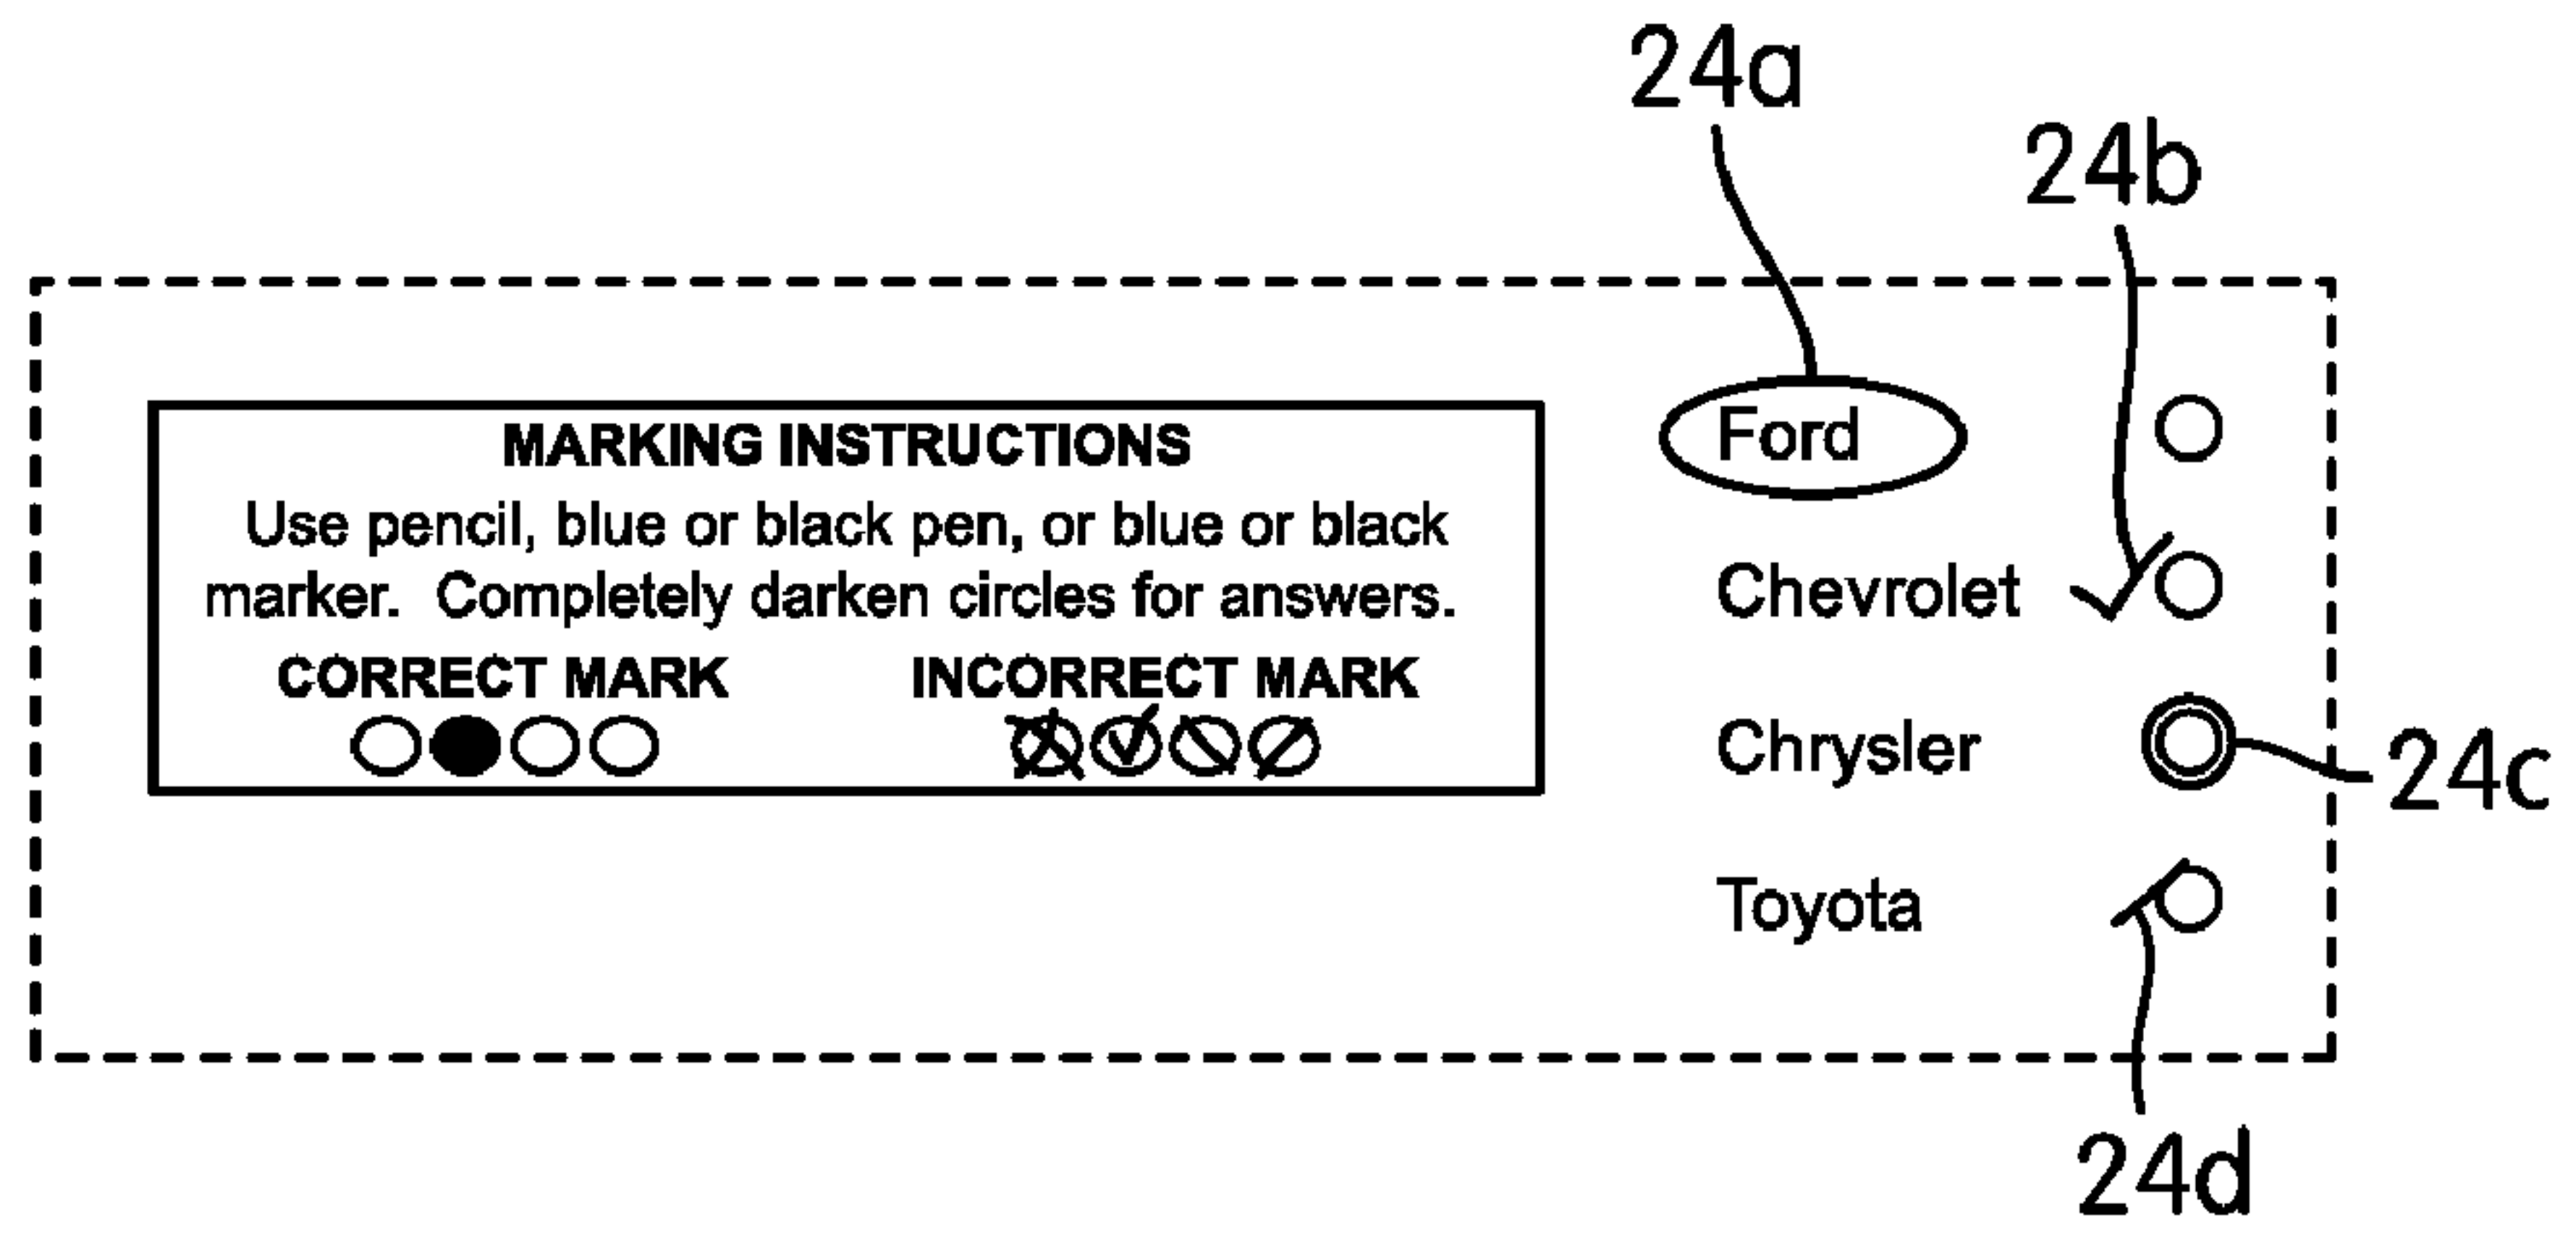 24a
24b
MARKING INSTRUCTIONS
Use pencil, blue or black pen, or blue or black
marker. Completely darken circles for answers.
CORRECT MARK INCORRECT MARK
Ford
Chevrolet
Chrysler
24c
Toyota
24d